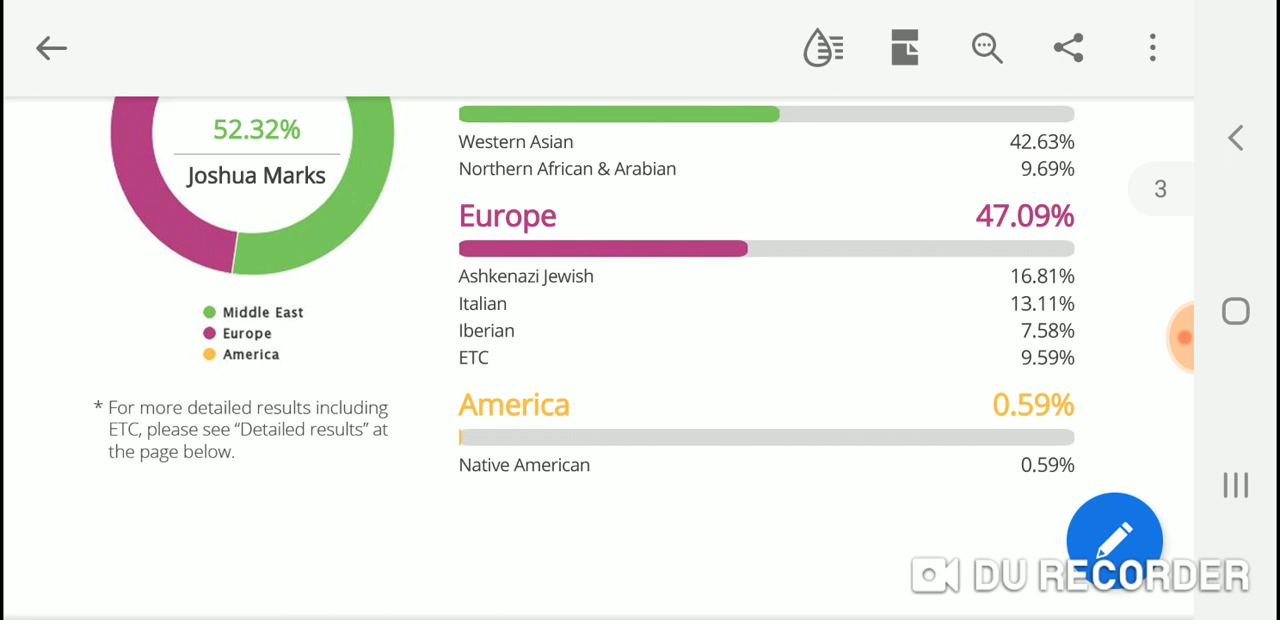 52.32%
Joshua Marks
Middle East
Europe
America
* For more detailed results including
ETC, please see “Detailed results” at
the page below.
Western Asian 42.63%
Northern African & Arabian 9.69%
Europe 47.09%
Ashkenazi Jewish 16.81%
Italian 13.11%
Iberian 7.58%
ETC 9.59%
America 0.59%
Native American 0.59%
3
DU RECORDER